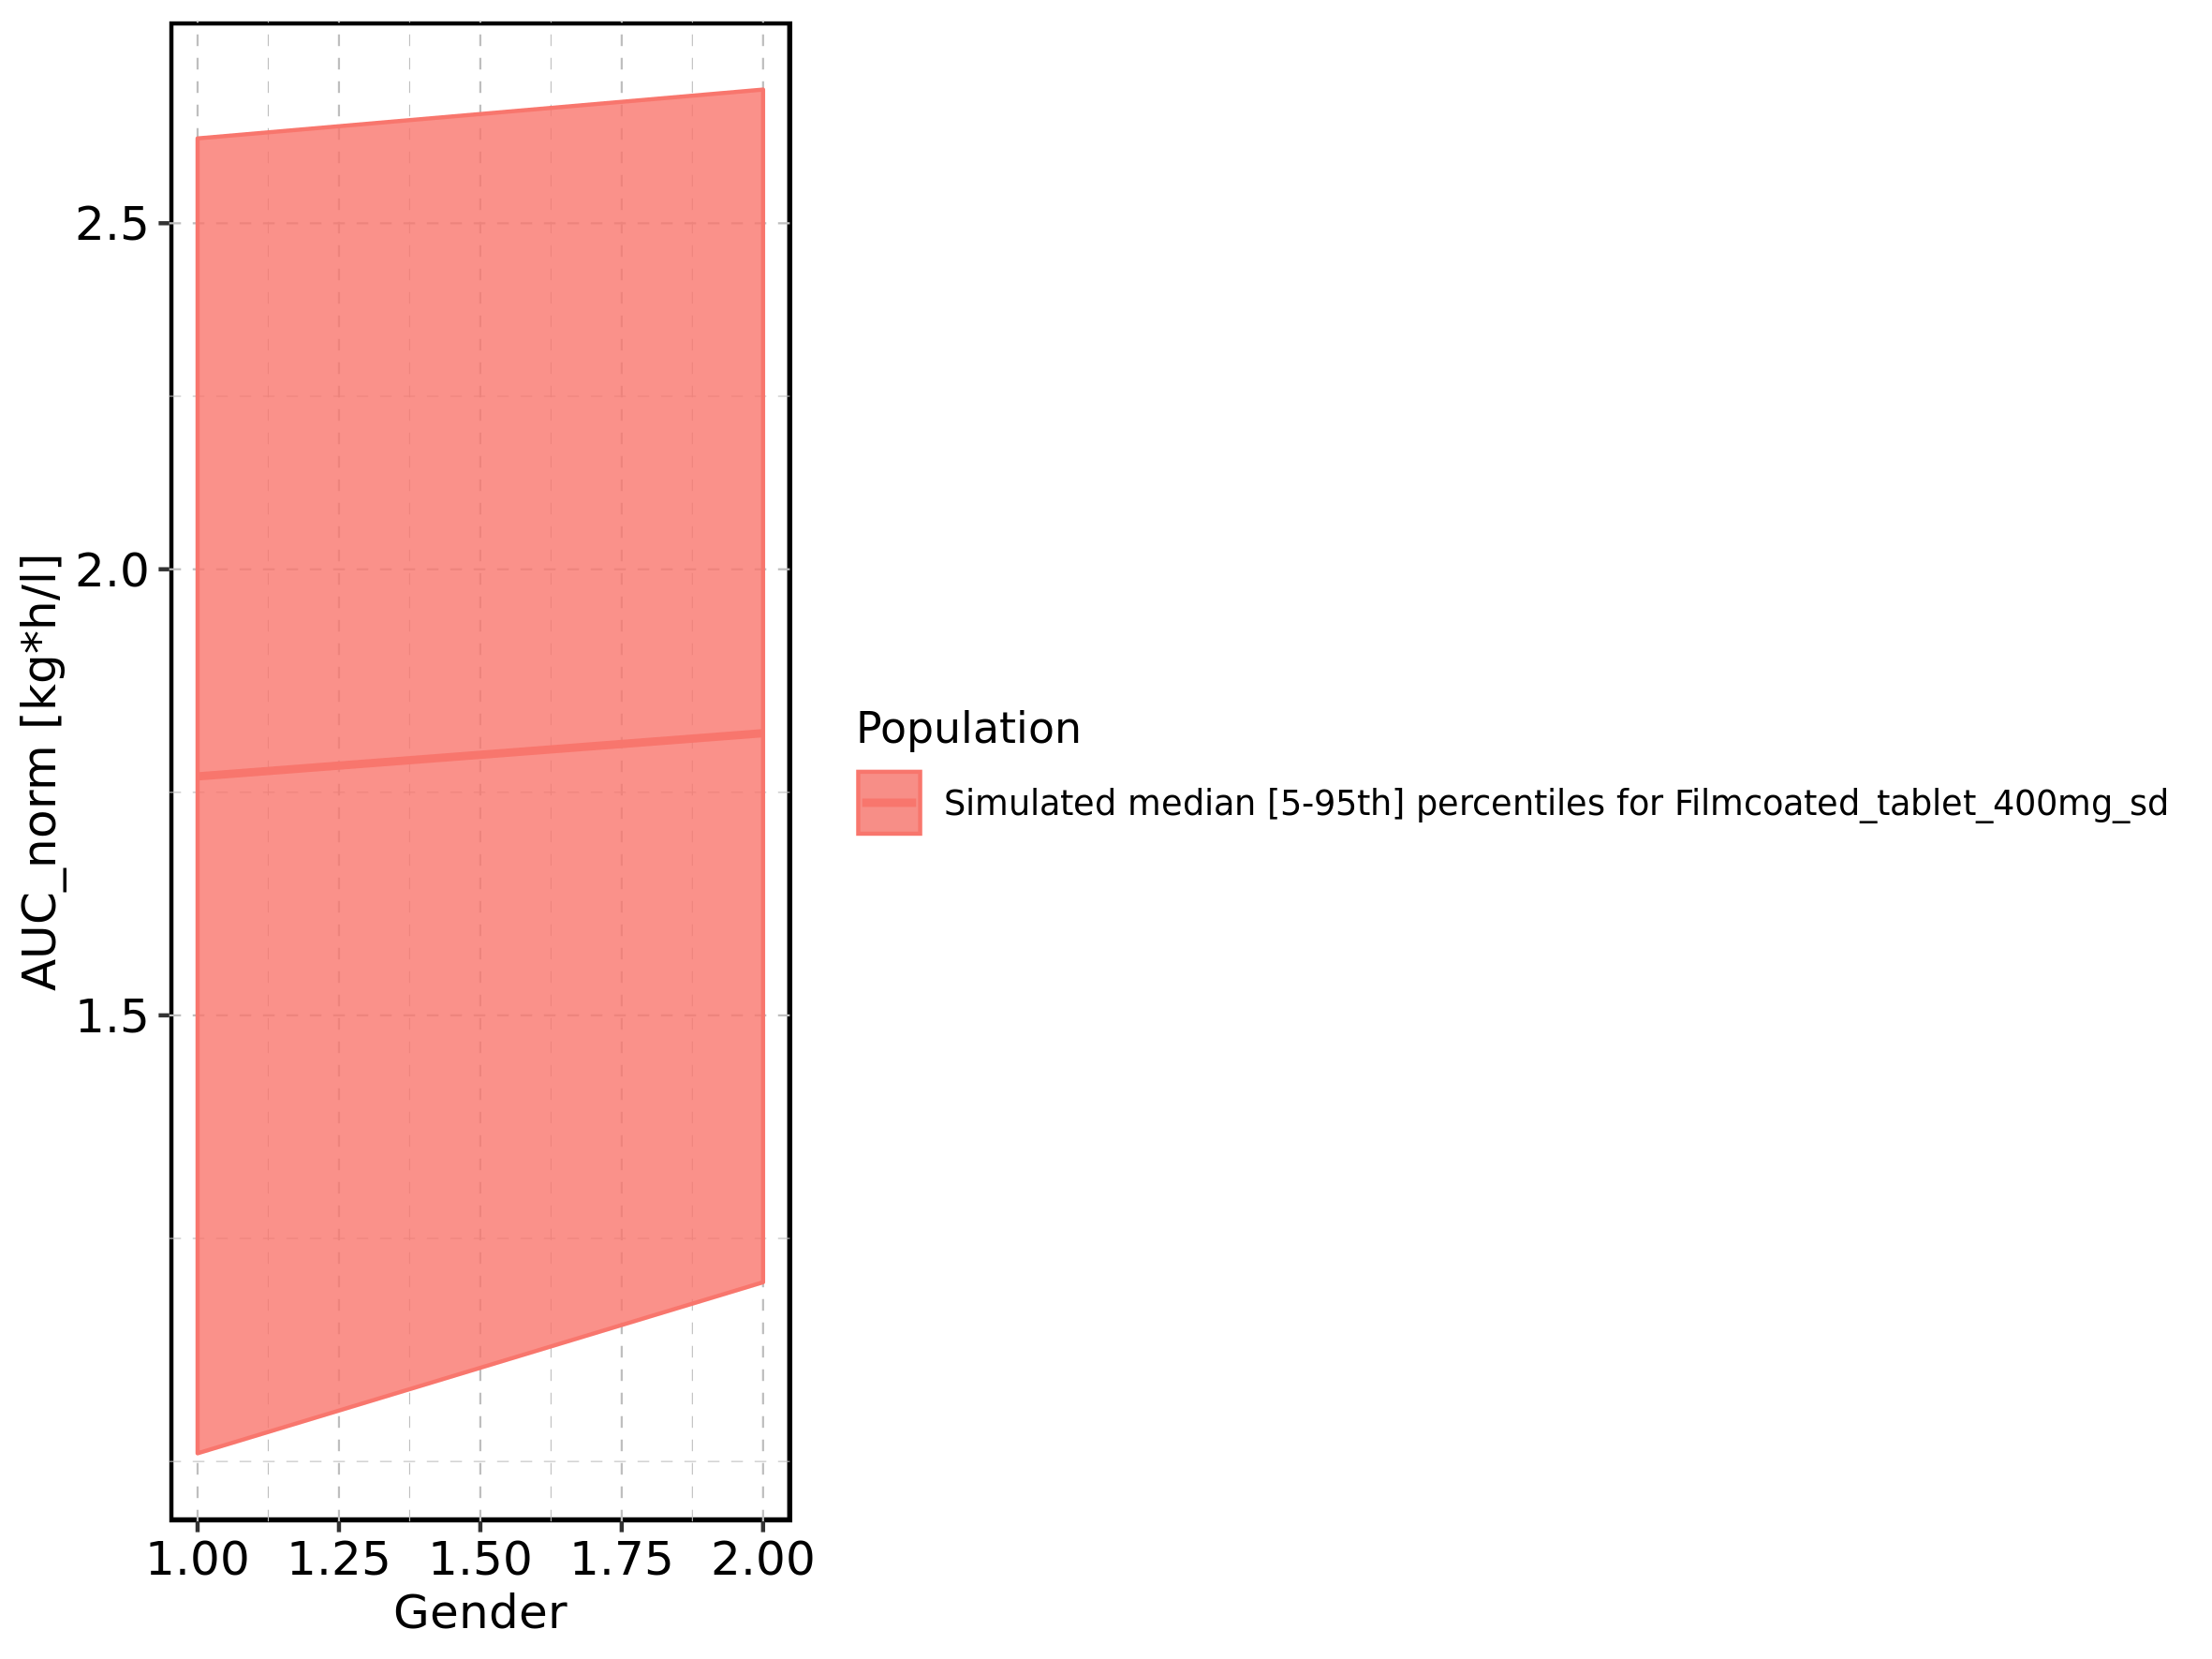 2.5
2.0
1.5
AUC_norm [kg*h/l]
1.00 1.25 1.50 1.75 2.00
Gender
Population
Simulated median [5-95th] percentiles for Filmcoated_tablet_400mg_sd